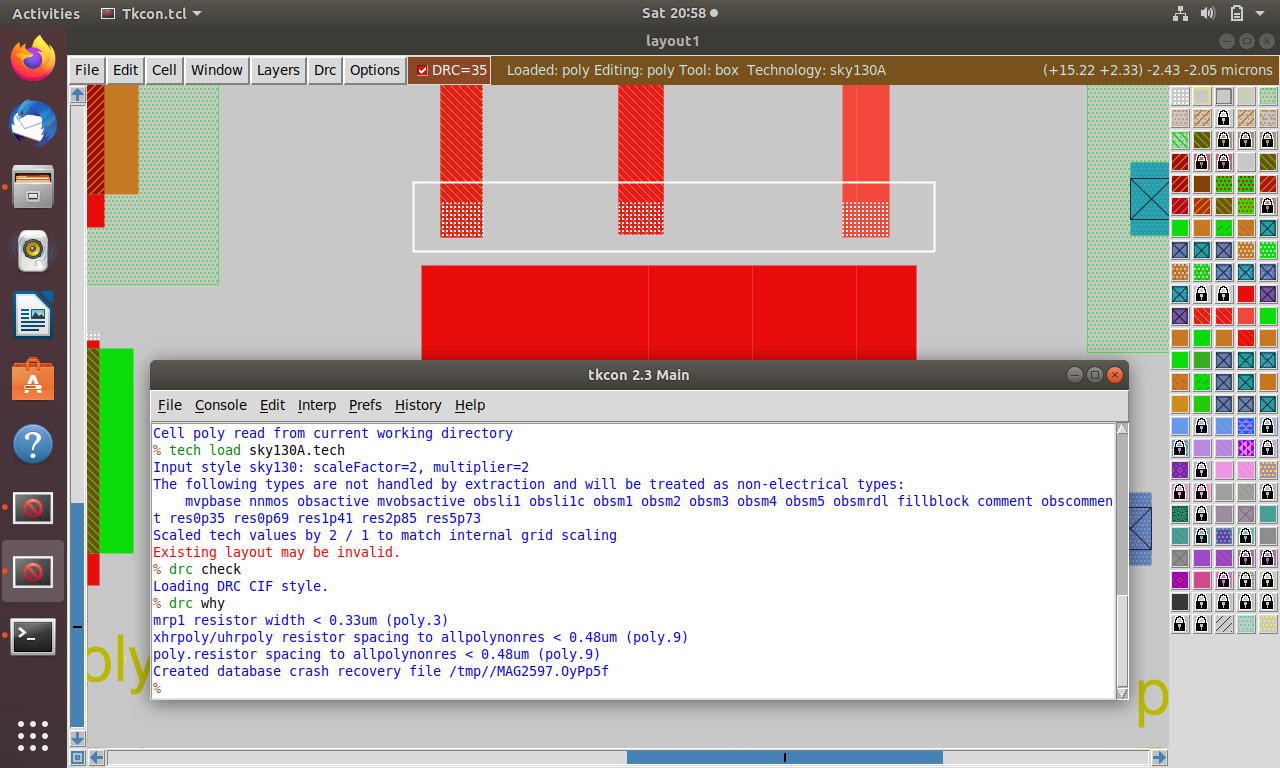 Activities Tkcon.tcl Sat 20:58
layout1
File Edit Cell Window Layers Drc Options DRC=35 Loaded: poly Editing: poly Tool: box Technology: sky130A (+15.22 +2.33) -2.43 -2.05 microns
tkcon 2.3 Main
File Console Edit Interp Prefs History Help
Cell poly read from current working directory
% tech load sky130A.tech
Input style sky130: scaleFactor=2, multiplier=2
The following types are not handled by extraction and will be treated as non-electrical types:
mvpbase nnmos obsactive mvobsactive obsli1 obsli1c obsm1 obsm2 obsm3 obsm4 obsm5 obsmrdl fillblock comment obscommen
t res0p35 res0p69 res1p41 res2p85 res5p73
Scaled tech values by 2 / 1 to match internal grid scaling
Existing layout may be invalid.
% drc check
Loading DRC CIF style.
% drc why
mrp1 resistor width < 0.33um (poly.3)
xhrpoly/uhrpoly resistor spacing to allpolynonres < 0.48um (poly.9)
poly.resistor spacing to allpolynonres < 0.48um (poly.9)
Created database crash recovery file /tmp//MAG2597.OyPp5f
%
poly
p